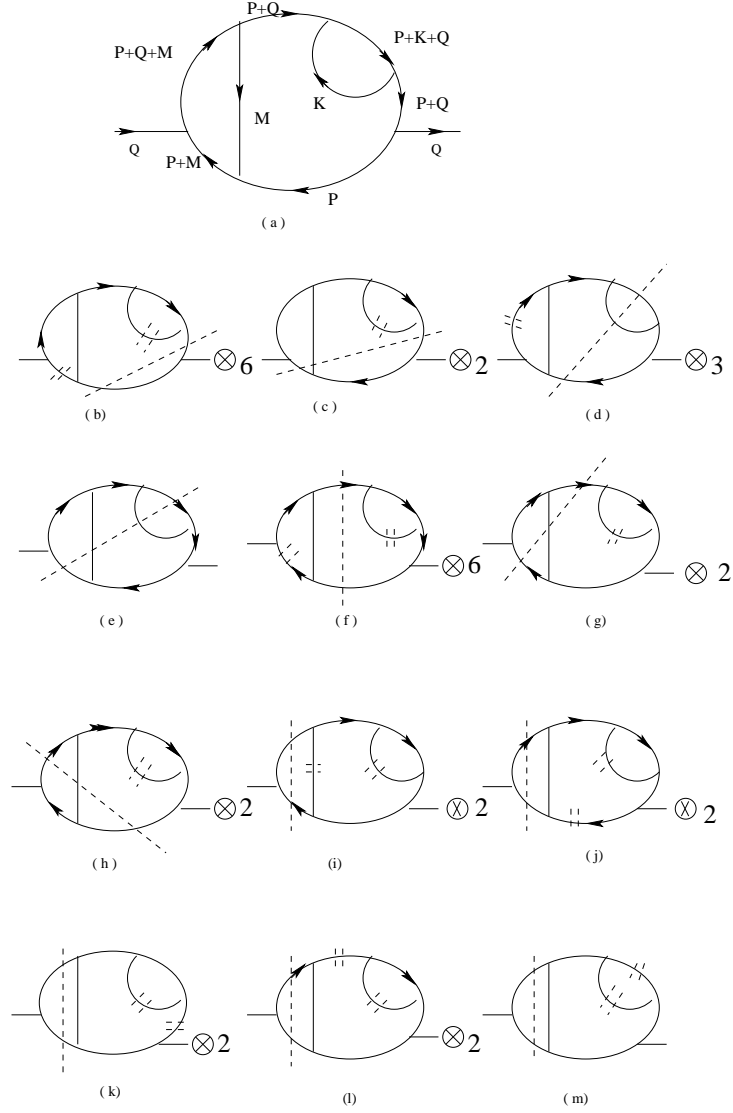 P+Q
P+Q+M
P+K+Q
K
P+Q
M
Q
Q
P+M
P
( a )
6
2
3
( b )
( c )
( d )
6
2
( e )
( f )
( g )
2
2
2
( h )
(i)
( j )
2
2
( k )
(l)
( m )